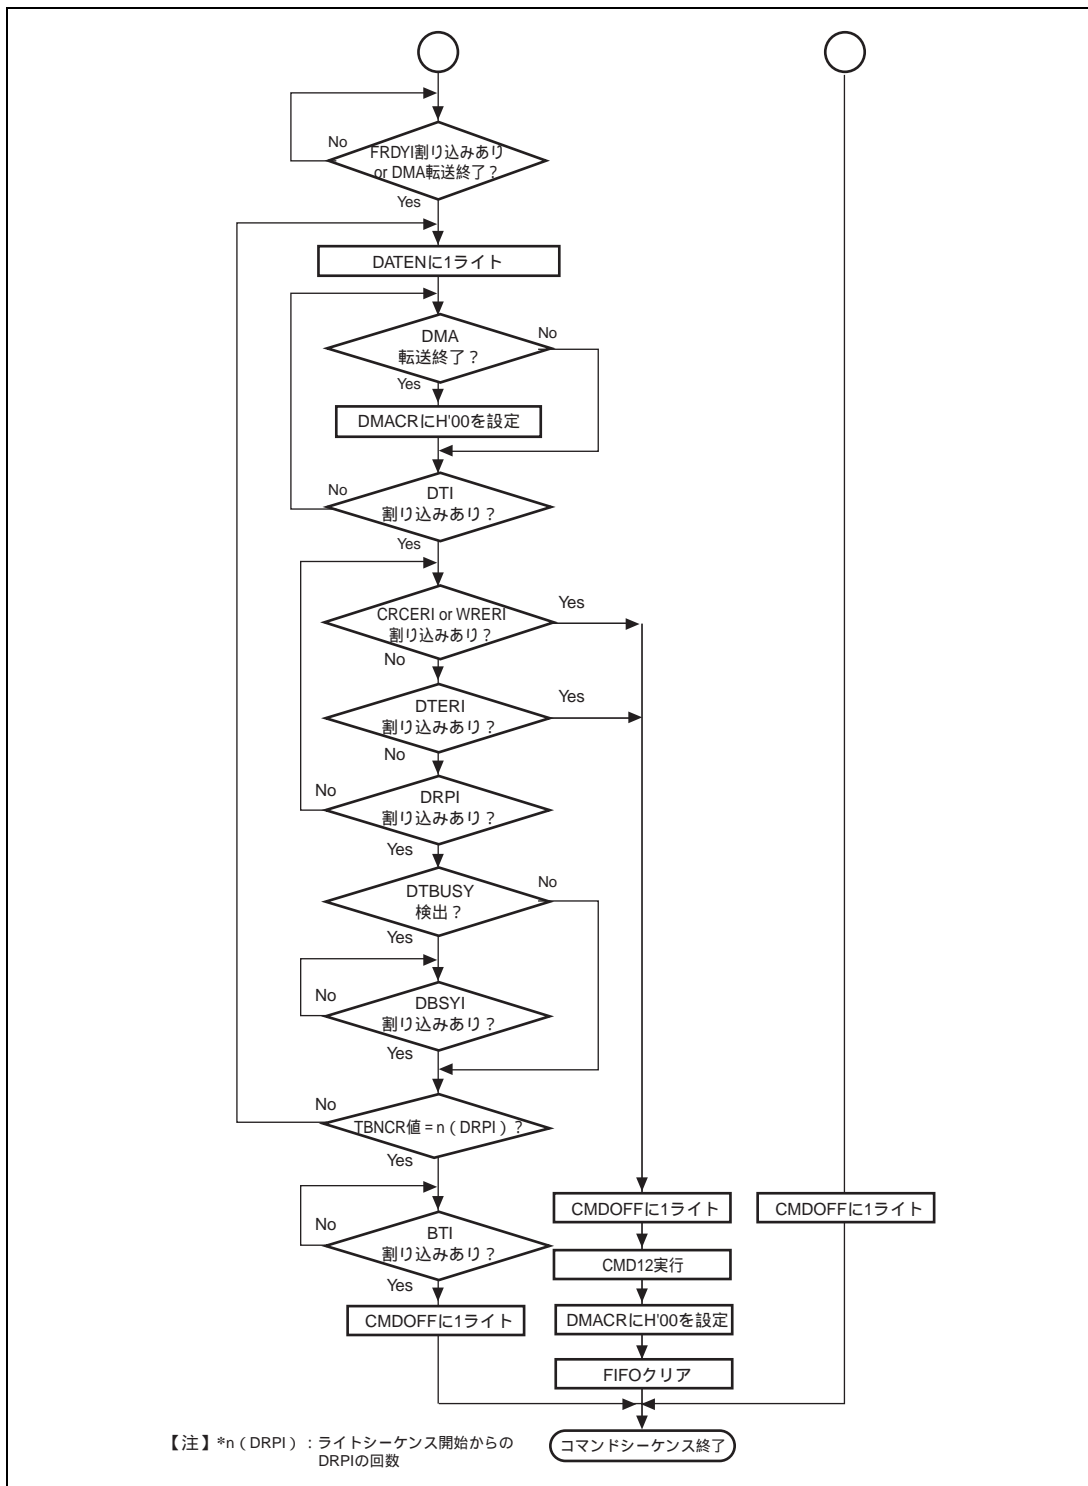 No
FRDYI割り込みあり
or DMA転送終了？
Yes
DATENに1ライト
DMA
転送終了？
No
Yes
DMACRにH'00を設定
DTI
割り込みあり？
No
Yes
CRCERI or WRERI
割り込みあり？
Yes
No
DTERI
割り込みあり？
Yes
No
DRPI
割り込みあり？
No
Yes
DTBUSY
検出？
No
Yes
DBSYI
割り込みあり？
No
Yes
No
TBNCR値 = n（DRPI）？
Yes
BTI
割り込みあり？
No
Yes
CMDOFFに1ライト
CMDOFFに1ライト
CMD12実行
DMACRにH'00を設定
FIFOクリア
CMDOFFに1ライト
コマンドシーケンス終了
【注】*n（DRPI）：ライトシーケンス開始からの
DRPIの回数